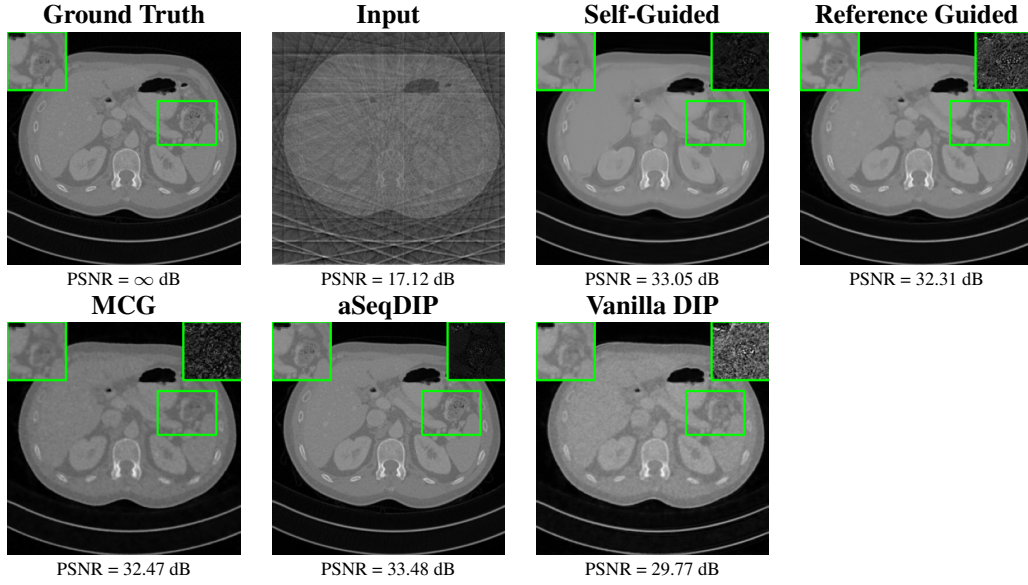 Ground Truth
Input
Self-Guided
Reference Guided
PSNR = ∞ dB
PSNR = 17.12 dB
PSNR = 33.05 dB
PSNR = 32.31 dB
MCG
aSeqDIP
Vanilla DIP
PSNR = 32.47 dB
PSNR = 33.48 dB
PSNR = 29.77 dB